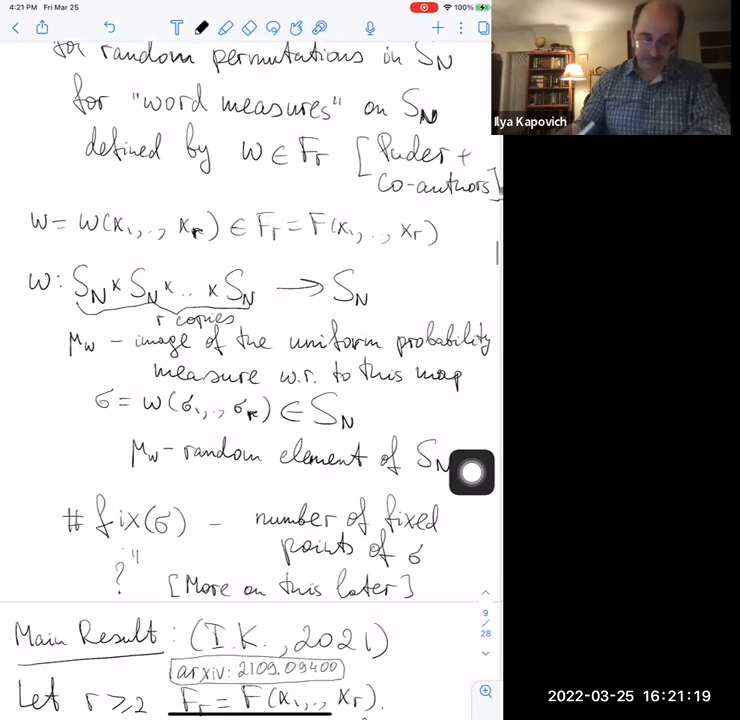 4:21 PM Fri Mar 25
100%
for random permutations in S_N
for "word measures" on S_N
defined by w ∈ F_r [Puder +
co-authors]
w = w(x_1, .., x_r) ∈ F_r = F(x_1, .., x_r)
w: S_N × S_N × .. × S_N → S_N
r copies
μ_w – image of the uniform probability
measure w.r. to this map
σ = w(σ_1, .., σ_r) ∈ S_N
μ_w – random element of S_N
# fix(σ) – number of fixed
points of σ
"?"
[More on this later]
9
/
28
Main Result: (I.K., 2021)
arxiv: 2109.09400
Let r ≥ 2 F_r = F(x_1, .., x_r).
Ilya Kapovich
2022-03-25 16:21:19